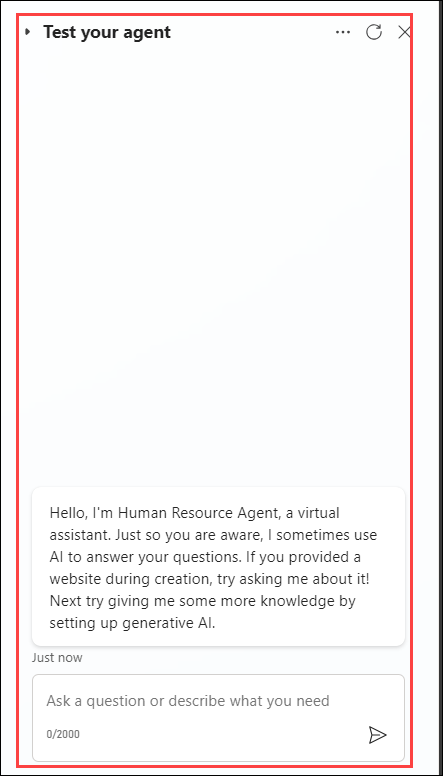 Test your agent
Hello, I'm Human Resource Agent, a virtual
assistant. Just so you are aware, I sometimes use
AI to answer your questions. If you provided a
website during creation, try asking me about it!
Next try giving me some more knowledge by
setting up generative AI.
Just now
Ask a question or describe what you need
0/2000